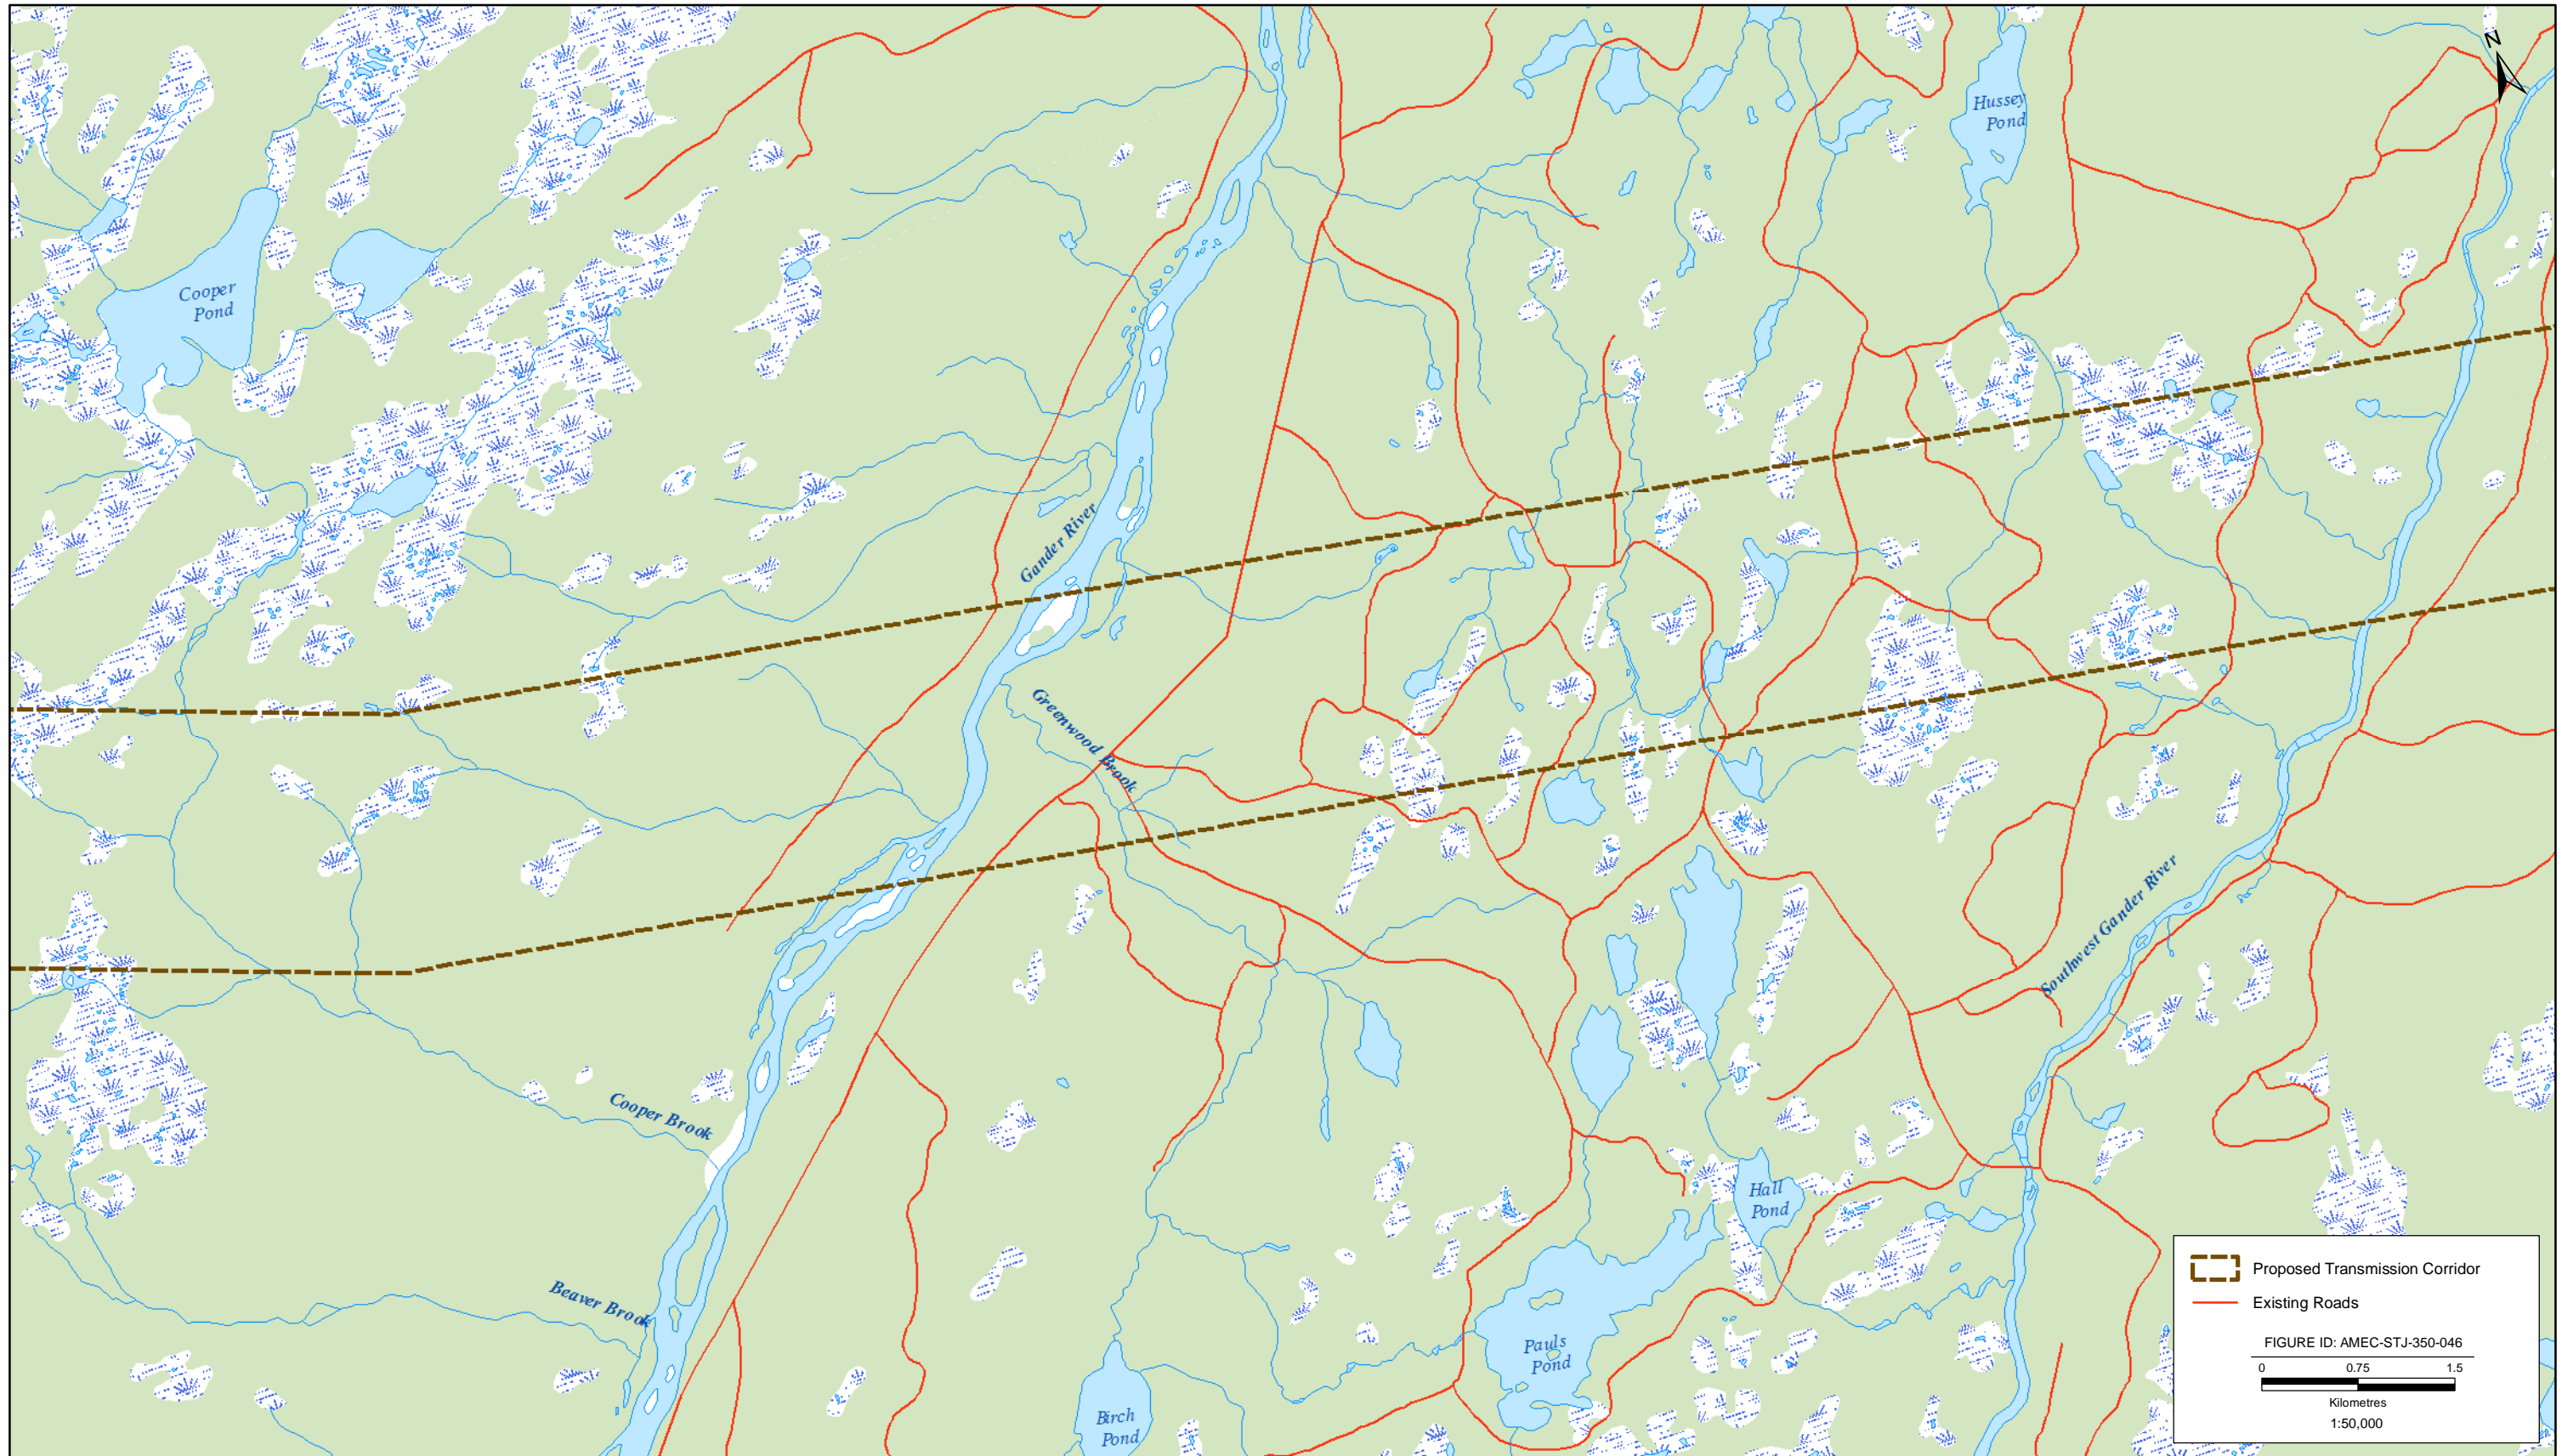 N
Hussey
Pond
Cooper
Pond
Gander River
Greenwood Brook
Southwest Gander River
Cooper Brook
Hall
Pond
Beaver Brook
Pauls
Pond
Birch
Pond
Proposed Transmission Corridor
Existing Roads
FIGURE ID: AMEC-STJ-350-046
0 0.75 1.5
Kilometres
1:50,000